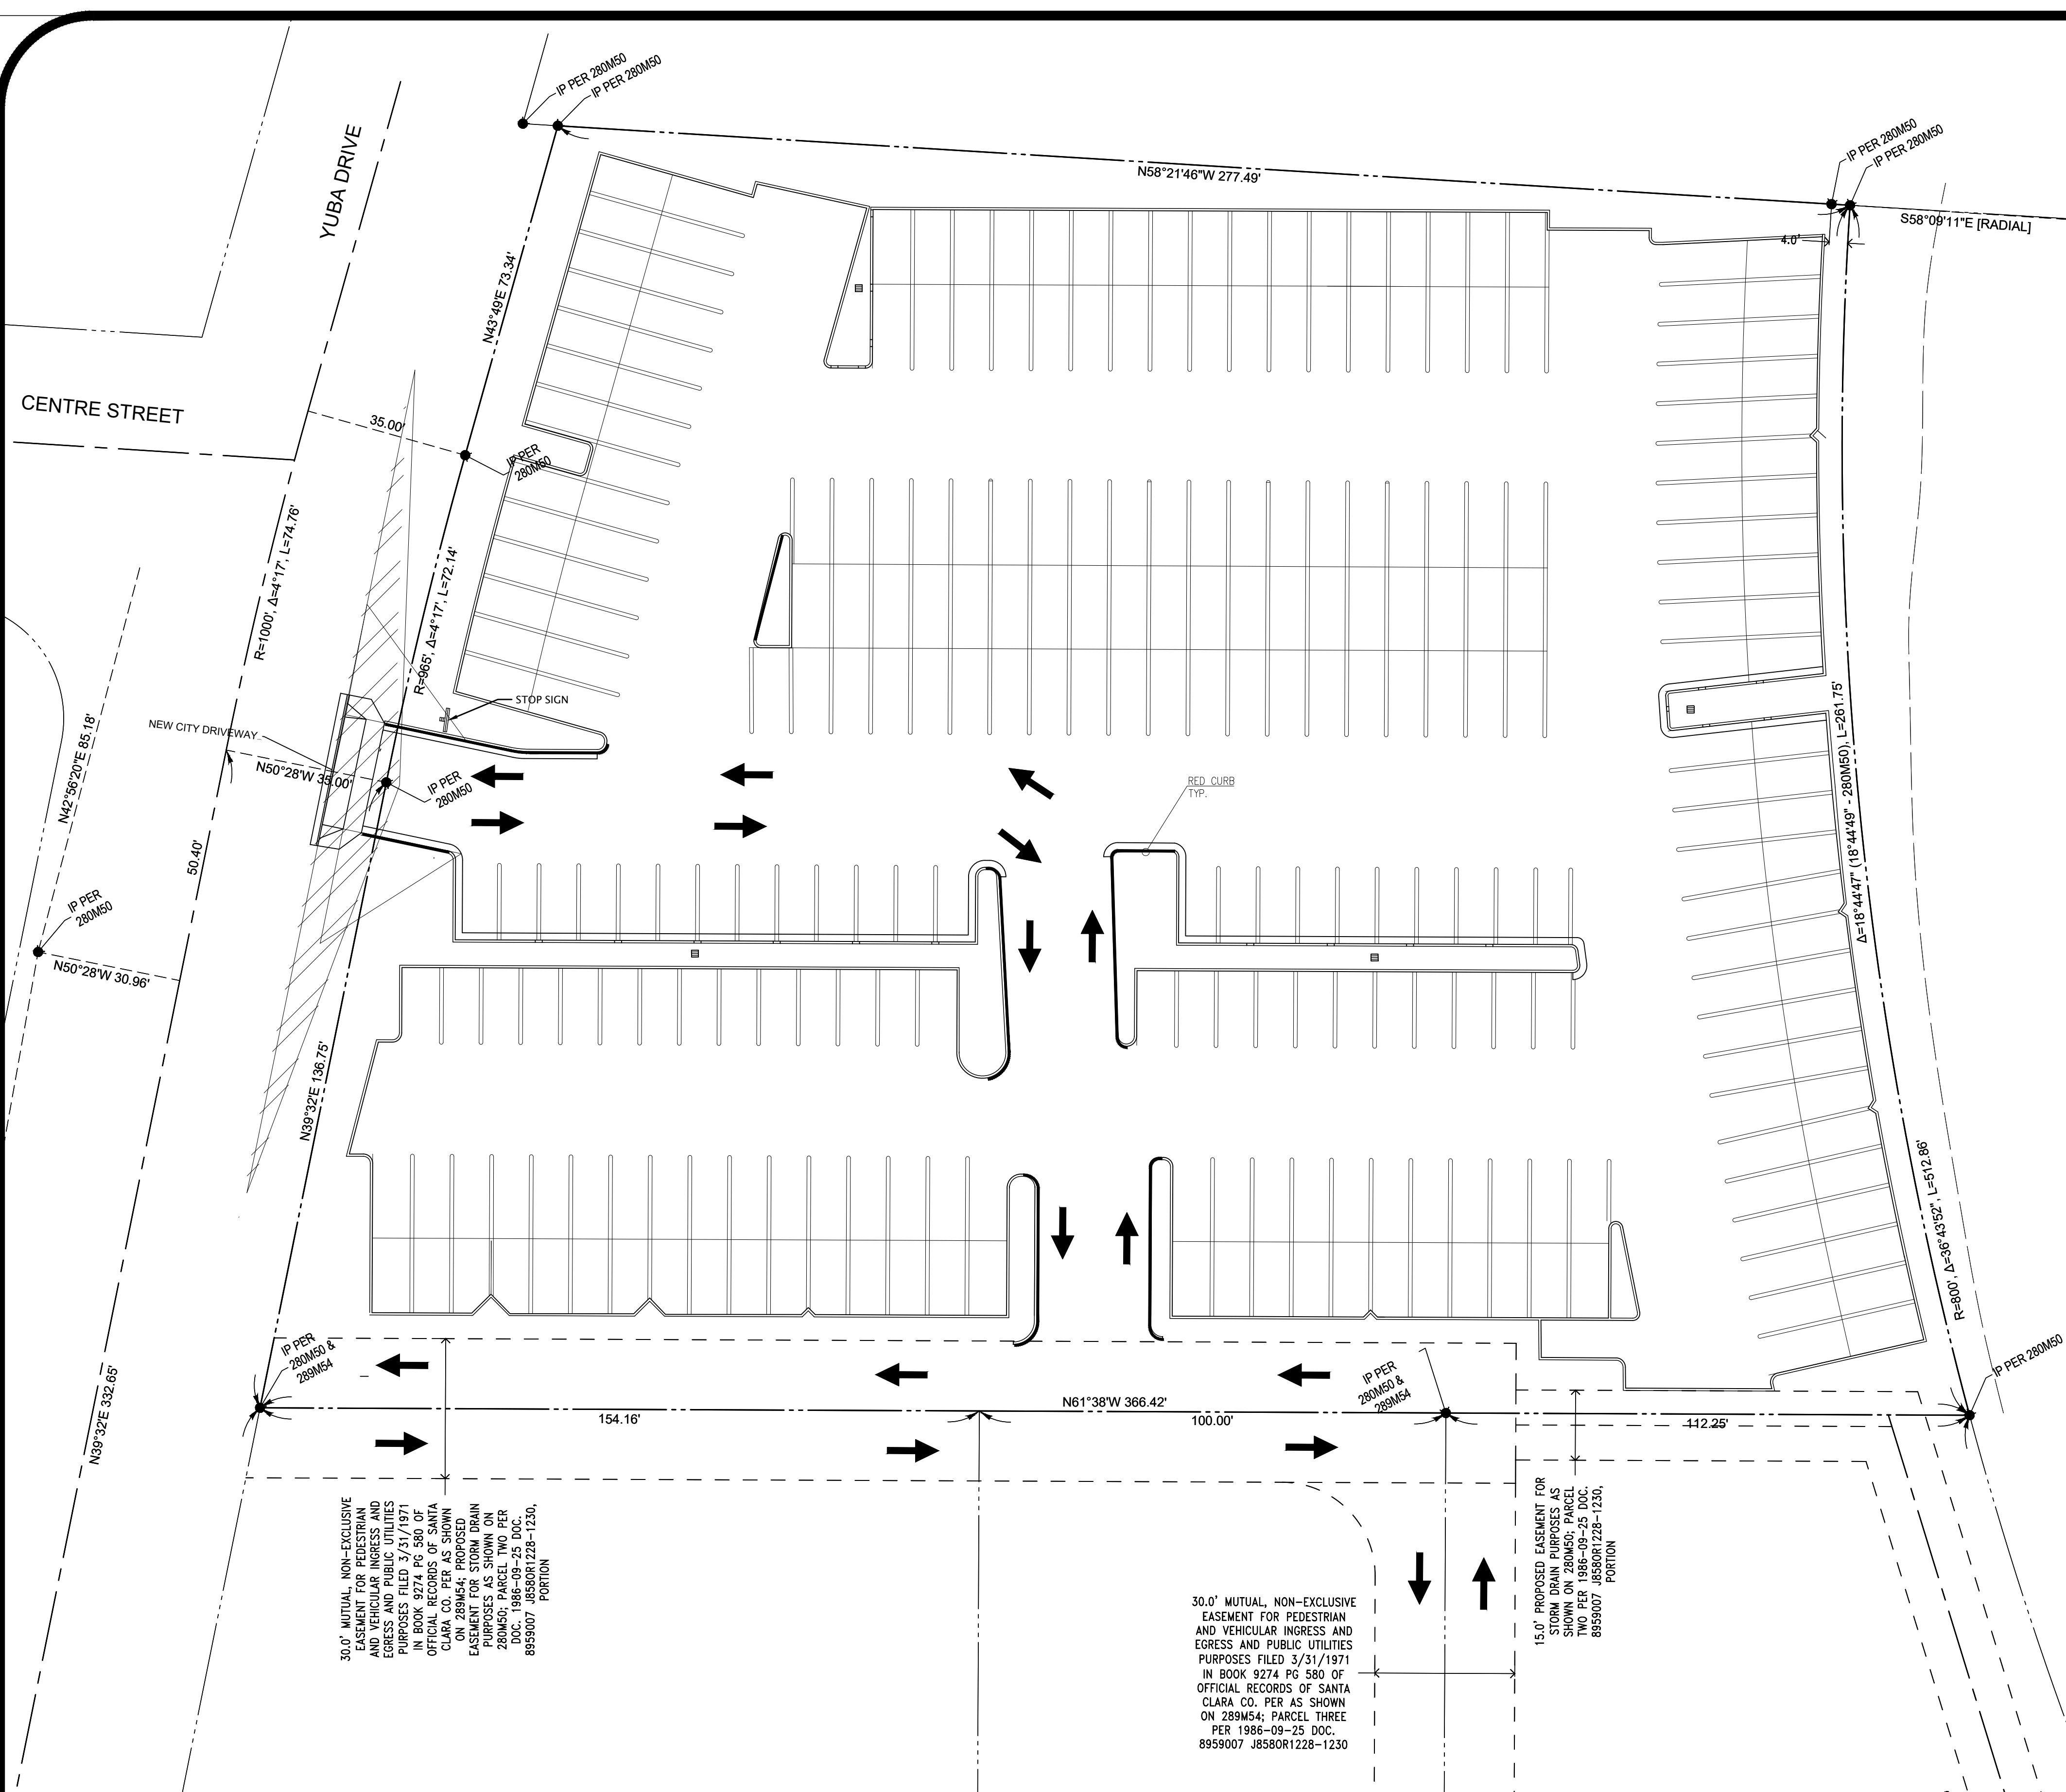 IP PER 280M50
IP PER 280M50
YUBA DRIVE
N58°21'46"W 277.49'
IP PER 280M50
IP PER 280M50
S58°09'11"E [RADIAL]
4.0'
N43°49'E 73.34'
CENTRE STREET
35.00'
IP PER
280M50
R=1000', Δ=4°17', L=74.76'
R=965', Δ=4°17', L=72.14'
STOP SIGN
NEW CITY DRIVEWAY
N50°28'W 35.00'
IP PER
280M50
N42°56'20"E 85.18'
RED CURB
TYP.
Δ=18°44'47" (18°44'49" - 280M50), L=261.75'
50.40'
IP PER
280M50
N50°28'W 30.96'
N39°32'E 136.75'
R=800', Δ=36°43'52", L=512.86'
IP PER
280M50 &
289M54
IP PER
280M50 &
289M54
IP PER 280M50
N39°32'E 332.65'
N61°38'W 366.42'
154.16'
100.00'
112.25'
30.0' MUTUAL, NON-EXCLUSIVE
EASEMENT FOR PEDESTRIAN
AND VEHICULAR INGRESS AND
EGRESS AND PUBLIC UTILITIES
PURPOSES FILED 3/31/1971
IN BOOK 9274 PG 580 OF
OFFICIAL RECORDS OF SANTA
CLARA CO. PER AS SHOWN
ON 289M54; PROPOSED
EASEMENT FOR STORM DRAIN
PURPOSES AS SHOWN ON
280M50; PARCEL TWO PER
DOC. 1986-09-25 DOC.
8959007 J858OR1228-1230,
PORTION
30.0' MUTUAL, NON-EXCLUSIVE
EASEMENT FOR PEDESTRIAN
AND VEHICULAR INGRESS AND
EGRESS AND PUBLIC UTILITIES
PURPOSES FILED 3/31/1971
IN BOOK 9274 PG 580 OF
OFFICIAL RECORDS OF SANTA
CLARA CO. PER AS SHOWN
ON 289M54; PARCEL THREE
PER 1986-09-25 DOC.
8959007 J858OR1228-1230
15.0' PROPOSED EASEMENT FOR
STORM DRAIN PURPOSES AS
SHOWN ON 280M50; PARCEL
TWO PER 1986-09-25 DOC.
8959007 J858OR1228-1230,
PORTION